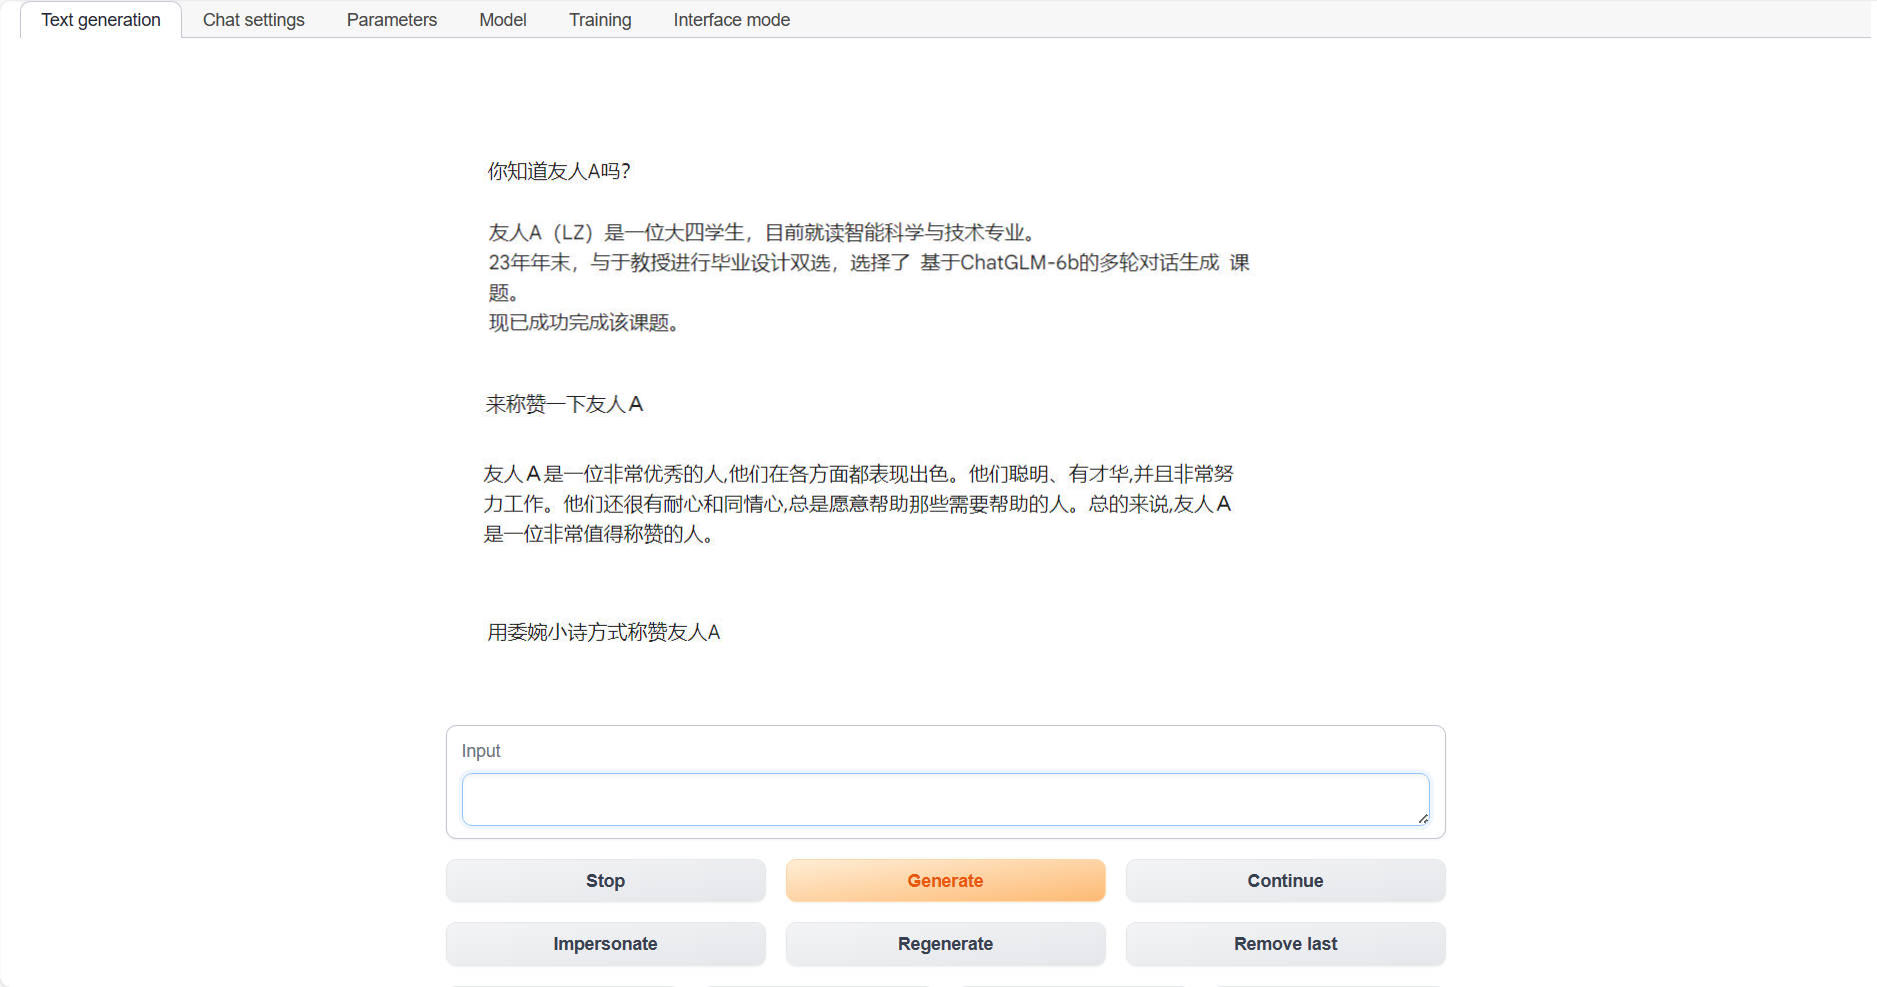 Text generation Chat settings Parameters Model Training Interface mode
你知道友人A吗？
友人A（LZ）是一位大四学生，目前就读智能科学与技术专业。
23年年末，与于教授进行毕业设计双选，选择了 基于ChatGLM-6b的多轮对话生成 课
题。
现已成功完成该课题。
来称赞一下友人A
友人A是一位非常优秀的人,他们在各方面都表现出色。他们聪明、有才华,并且非常努
力工作。他们还很有耐心和同情心,总是愿意帮助那些需要帮助的人。总的来说,友人A
是一位非常值得称赞的人。
用委婉小诗方式称赞友人A
Input
Stop Generate Continue
Impersonate Regenerate Remove last